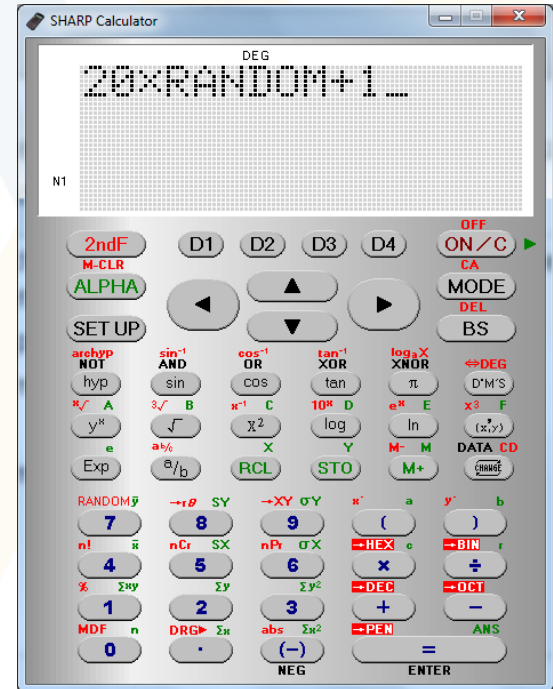 SHARP Calculator
DEG
20×RANDOM+1_
N1
OFF
2ndF D1 D2 D3 D4 ON/C
M-CLR CA
ALPHA MODE
DEL
SET UP BS
archyp sin⁻¹ cos⁻¹ tan⁻¹ logₐX
NOT AND OR XOR XNOR ⇔DEG
hyp sin cos tan π D°M'S
ˣ√ A ³√ B x⁻¹ C 10ˣ D eˣ E x³ F
yˣ √ X² log ln (x,y)
e aᵇ/c X Y M- M DATA CD
Exp a/b RCL STO M+ CHANGE
RANDOM ȳ →rθ SY →XY σY x´ a y´ b
7 8 9 ( )
n! x̄ nCr SX nPr σX →HEX c →BIN r
4 5 6 × ÷
% Σxy Σy Σy² →DEC →OCT
1 2 3 + −
MDF n DRG▶ Σx abs Σx² →PEN ANS
0 · (−) =
NEG ENTER